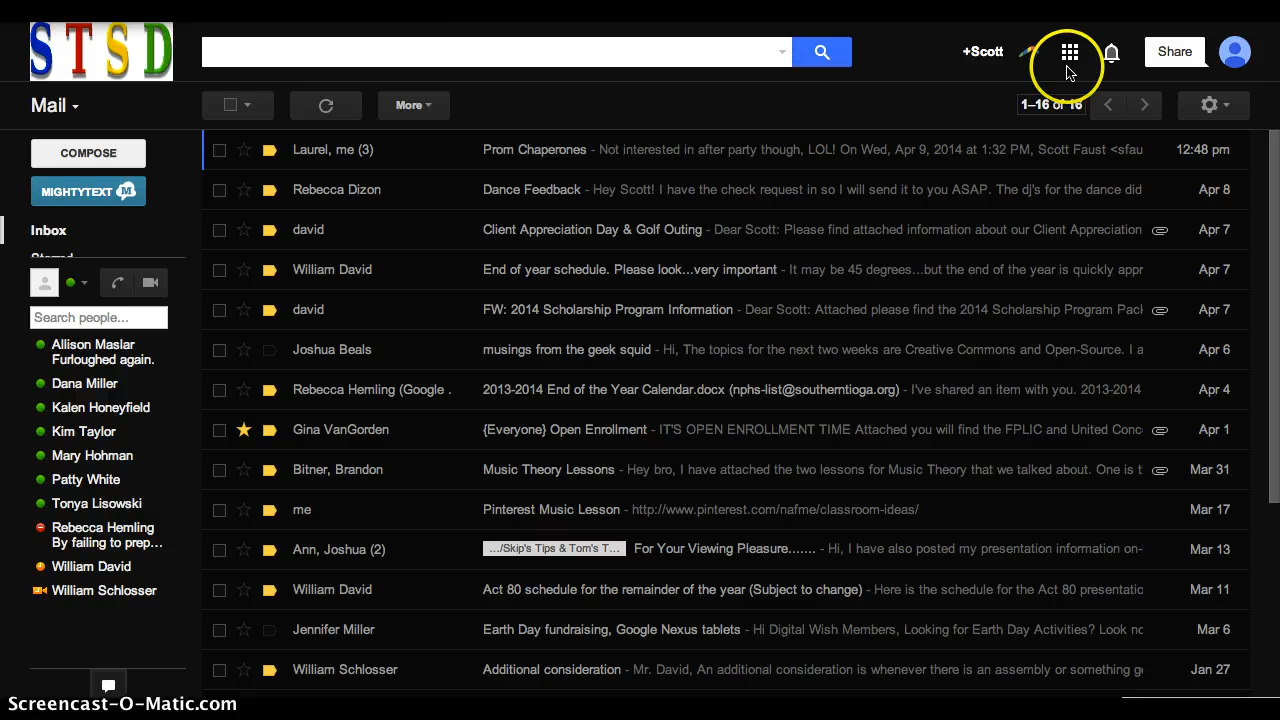 STSD
+Scott
Share
Mail
More
1–16 of 16
COMPOSE
MIGHTYTEXT
Inbox
Starred
Search people...
Allison Maslar
Furloughed again.
Dana Miller
Kalen Honeyfield
Kim Taylor
Mary Hohman
Patty White
Tonya Lisowski
Rebecca Hemling
By failing to prep...
William David
William Schlosser
Laurel, me (3) Prom Chaperones - Not interested in after party though, LOL! On Wed, Apr 9, 2014 at 1:32 PM, Scott Faust <sfau 12:48 pm
Rebecca Dizon Dance Feedback - Hey Scott! I have the check request in so I will send it to you ASAP. The dj's for the dance did Apr 8
david Client Appreciation Day & Golf Outing - Dear Scott: Please find attached information about our Client Appreciation Apr 7
William David End of year schedule. Please look...very important - It may be 45 degrees...but the end of the year is quickly appr Apr 7
david FW: 2014 Scholarship Program Information - Dear Scott: Attached please find the 2014 Scholarship Program Pack Apr 7
Joshua Beals musings from the geek squid - Hi, The topics for the next two weeks are Creative Commons and Open-Source. I a Apr 6
Rebecca Hemling (Google . 2013-2014 End of the Year Calendar.docx (nphs-list@southerntioga.org) - I've shared an item with you. 2013-2014 Apr 4
Gina VanGorden {Everyone} Open Enrollment - IT'S OPEN ENROLLMENT TIME Attached you will find the FPLIC and United Conc Apr 1
Bitner, Brandon Music Theory Lessons - Hey bro, I have attached the two lessons for Music Theory that we talked about. One is t Mar 31
me Pinterest Music Lesson - http://www.pinterest.com/nafme/classroom-ideas/ Mar 17
Ann, Joshua (2) .../Skip's Tips & Tom's T... For Your Viewing Pleasure....... - Hi, I have also posted my presentation information on- Mar 13
William David Act 80 schedule for the remainder of the year (Subject to change) - Here is the schedule for the Act 80 presentatio Mar 11
Jennifer Miller Earth Day fundraising, Google Nexus tablets - Hi Digital Wish Members, Looking for Earth Day Activities? Look no Mar 6
William Schlosser Additional consideration - Mr. David, An additional consideration is whenever there is an assembly or something ge Jan 27
Screencast-O-Matic.com